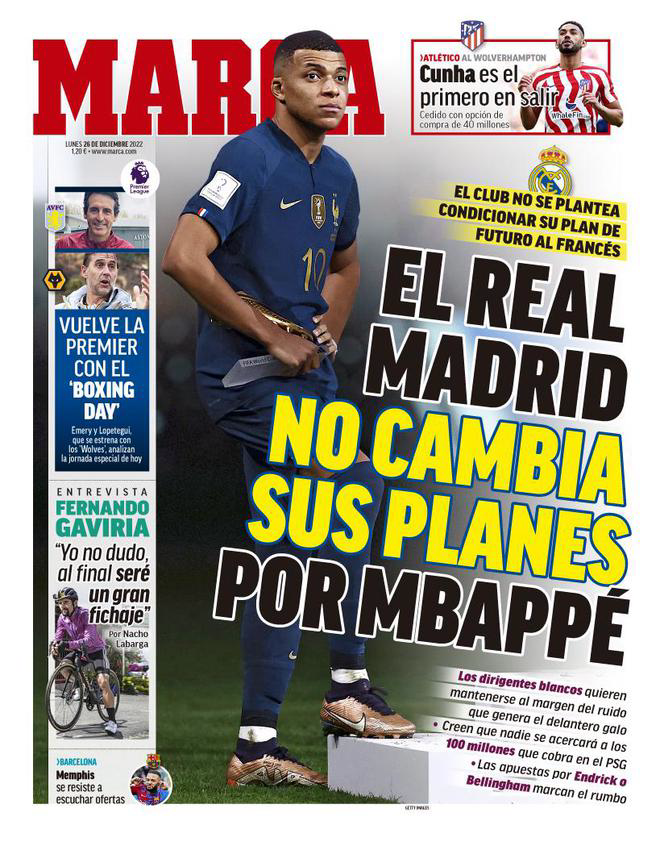 MARCA
LUNES 26 DE DICIEMBRE 2022
1,20 € • www.marca.com
›ATLÉTICO AL WOLVERHAMPTON
Cunha es el
primero en salir
Cedido con opción de
compra de 40 millones
WhaleFin
Premier
League
AVFC
VUELVE LA
PREMIER
CON EL
‘BOXING
DAY’
Emery y Lopetegui,
que se estrena con
los ‘Wolves’, analizan
la jornada especial de hoy
ENTREVISTA
FERNANDO
GAVIRIA
“Yo no dudo,
al final seré
un gran
fichaje”
Por Nacho
Labarga
›BARCELONA
Memphis
se resiste a
escuchar ofertas
10
EL CLUB NO SE PLANTEA
CONDICIONAR SU PLAN DE
FUTURO AL FRANCÉS
EL REAL
MADRID
NO CAMBIA
SUS PLANES
POR MBAPPÉ
Los dirigentes blancos quieren
mantenerse al margen del ruido
que genera el delantero galo
• Creen que nadie se acercará a los
100 millones que cobra en el PSG
• Las apuestas por Endrick o
Bellingham marcan el rumbo
GETTY IMAGES